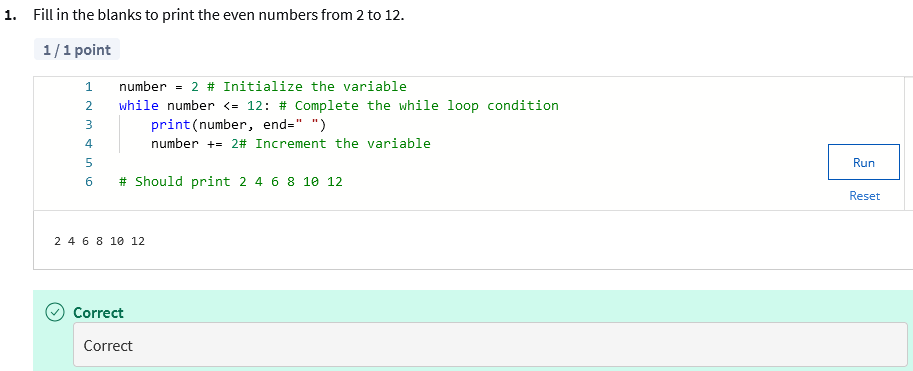 1. Fill in the blanks to print the even numbers from 2 to 12.
1 / 1 point
1 number = 2 # Initialize the variable
2 while number <= 12: # Complete the while loop condition
3     print(number, end=" ")
4     number += 2# Increment the variable
5
6 # Should print 2 4 6 8 10 12
Run
Reset
2 4 6 8 10 12
Correct
Correct